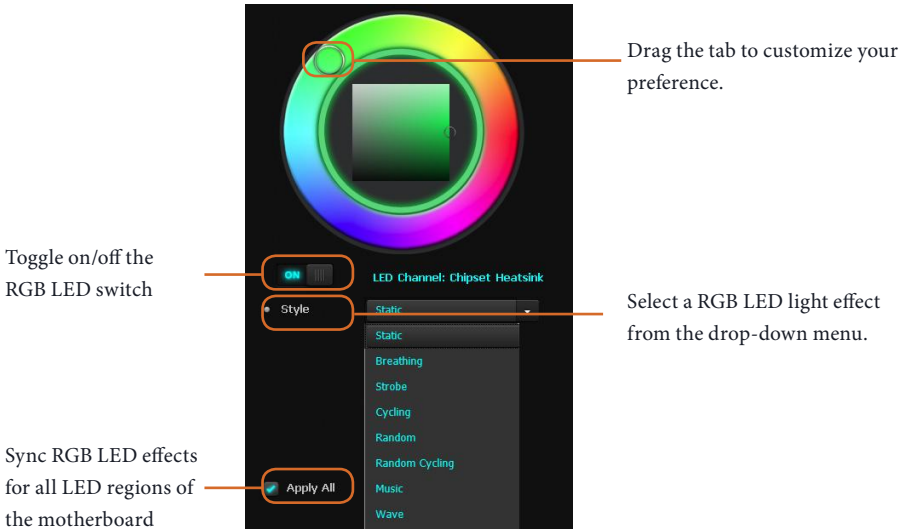 Drag the tab to customize your
preference.
Toggle on/off the
RGB LED switch
ON
LED Channel: Chipset Heatsink
Style
Static
Select a RGB LED light effect
from the drop-down menu.
Static
Breathing
Strobe
Cycling
Random
Random Cycling
Music
Wave
Sync RGB LED effects
for all LED regions of
the motherboard
Apply All